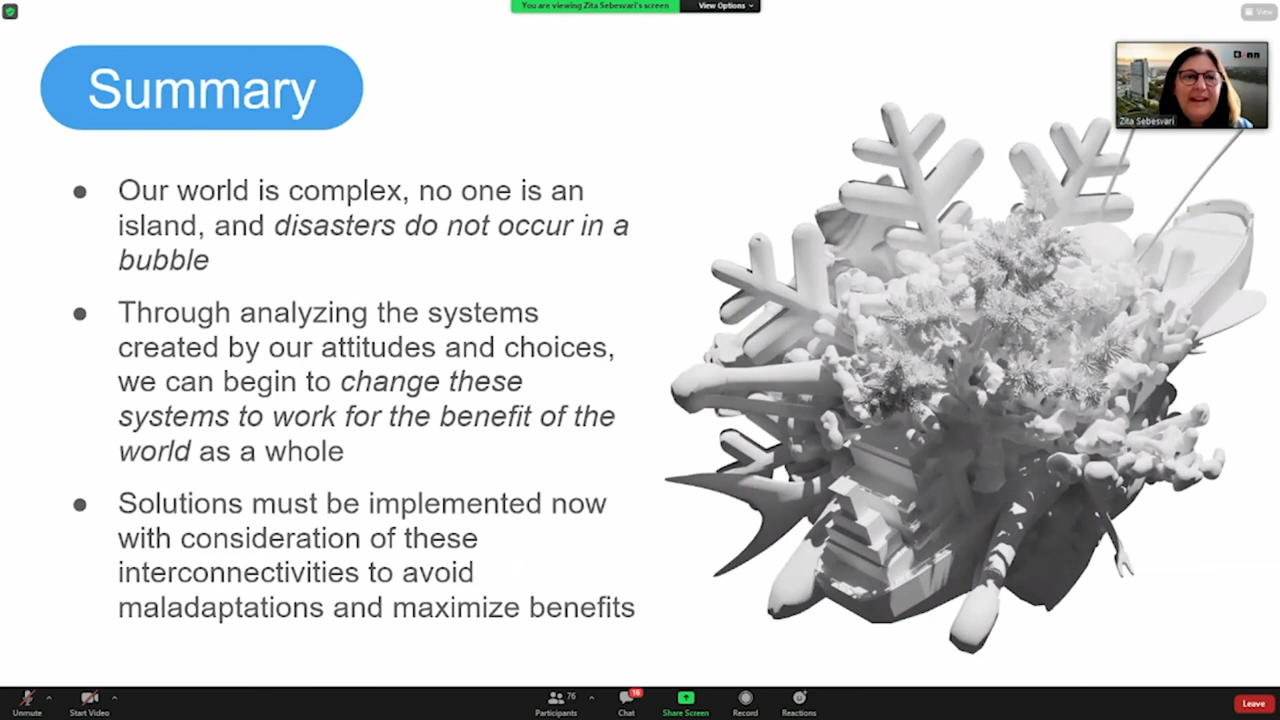 You are viewing Zita Sebesvari's screen
View Options
View
Summary
Zita Sebesvari
● Our world is complex, no one is an
island, and disasters do not occur in a
bubble
● Through analyzing the systems
created by our attitudes and choices,
we can begin to change these
systems to work for the benefit of the
world as a whole
● Solutions must be implemented now
with consideration of these
interconnectivities to avoid
maladaptations and maximize benefits
Unmute
Start Video
76
Participants
16
Chat
Share Screen
Record
Reactions
Leave